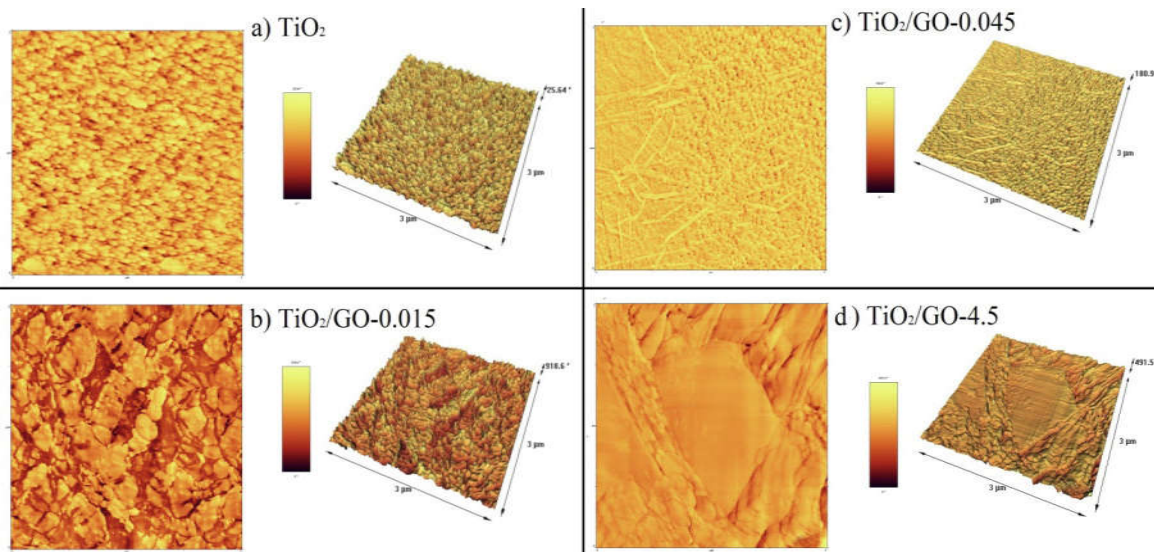 a) TiO₂
25.64 °
3 µm
3 µm
b) TiO₂/GO-0.015
918.6 °
3 µm
3 µm
c) TiO₂/GO-0.045
180.9
3 µm
3 µm
d) TiO₂/GO-4.5
491.5
3 µm
3 µm